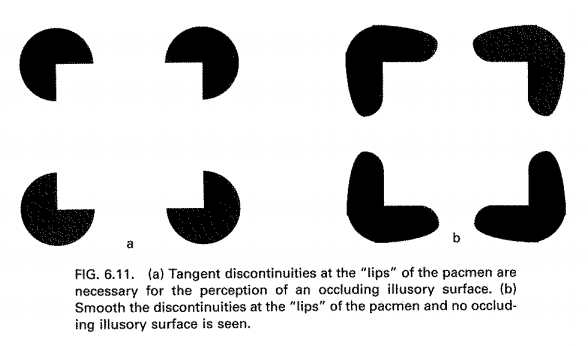 a
b
FIG. 6.11. (a) Tangent discontinuities at the "lips" of the pacmen are
necessary for the perception of an occluding illusory surface. (b)
Smooth the discontinuities at the "lips" of the pacmen and no occlud-
ing illusory surface is seen.